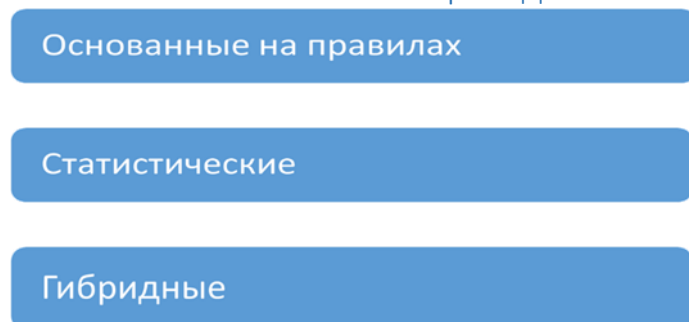 Основанные на правилах
Статистические
Гибридные